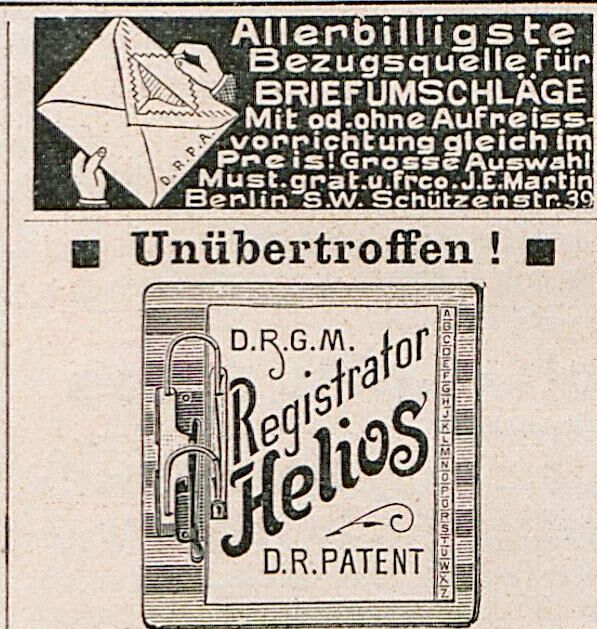 Allerbilligste
Bezugsquelle für
BRIEFUMSCHLÄGE
Mit od. ohne Aufreiss-
vorrichtung gleich im
Preis! Grosse Auswahl
Must. grat. u. frco. J. E. Martin
Berlin S.W. Schützenstr. 39
D. R. P. A.
Unübertroffen!
D.R.G.M.
Registrator
Helios
D.R. PATENT
A
B
C
D
E
F
G
H
J
K
L
M
N
O
P
Q
R
S
T
U
W
X
Z